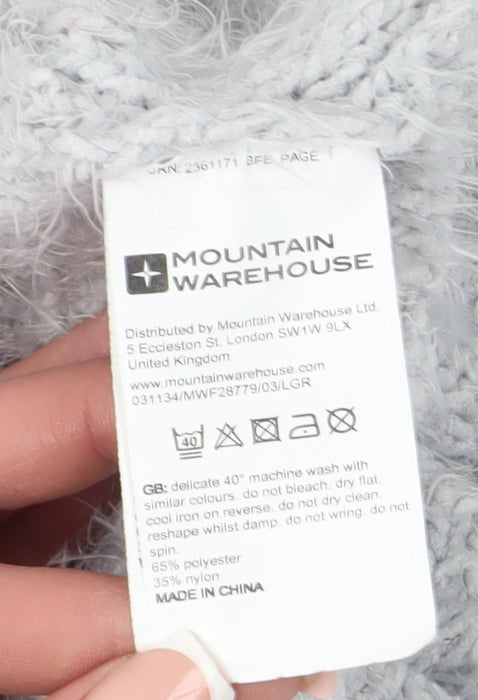 2361171 BFE PAGE
MOUNTAIN
WAREHOUSE
Distributed by Mountain Warehouse Ltd.
5 Eccleston St. London SW1W 9LX
United Kingdom
www.mountainwarehouse.com
031134/MWF28779/03/LGR
40
GB: delicate 40° machine wash with
similar colours. do not bleach. dry flat.
cool iron on reverse. do not dry clean.
reshape whilst damp. do not wring. do not
spin.
65% polyester
35% nylon
MADE IN CHINA